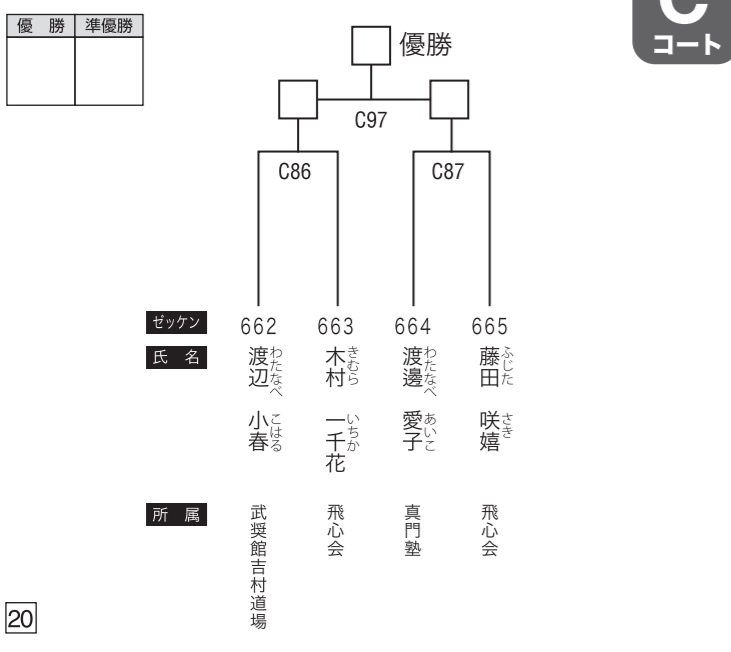 C
コート
優 勝 準優勝
優勝
C97
C86 C87
ゼッケン 662 663 664 665
氏 名
渡辺 小春
わたなべ こはる
木村 一千花
きむら いちか
渡邊 愛子
わたなべ あいこ
藤田 咲嬉
ふじた さき
所 属
武奨館吉村道場
飛心会
真門塾
飛心会
20